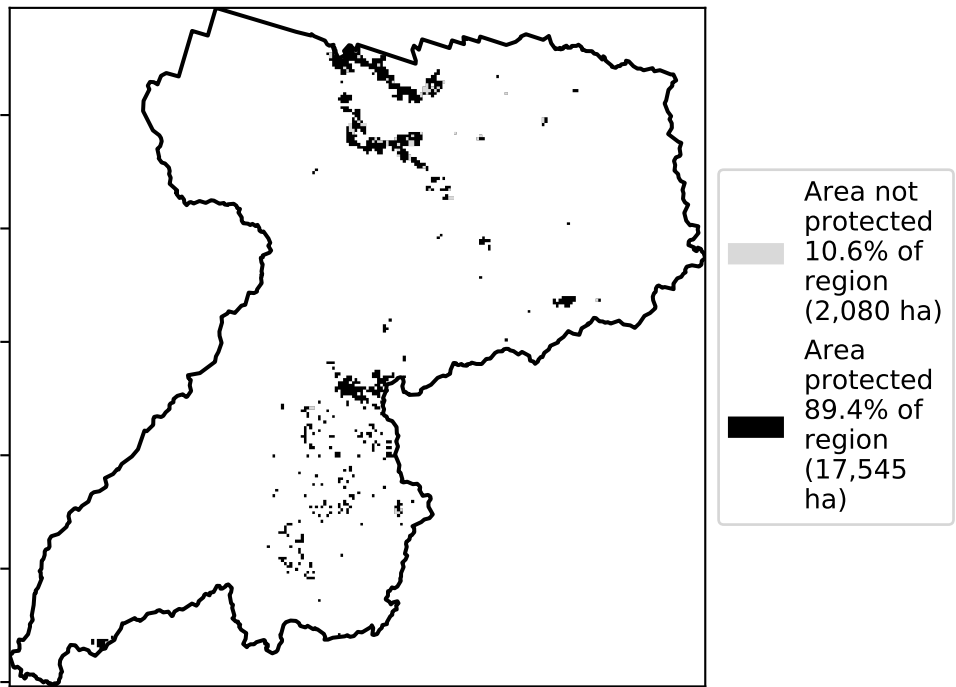 Area not
protected
10.6% of
region
(2,080 ha)
Area
protected
89.4% of
region
(17,545
ha)